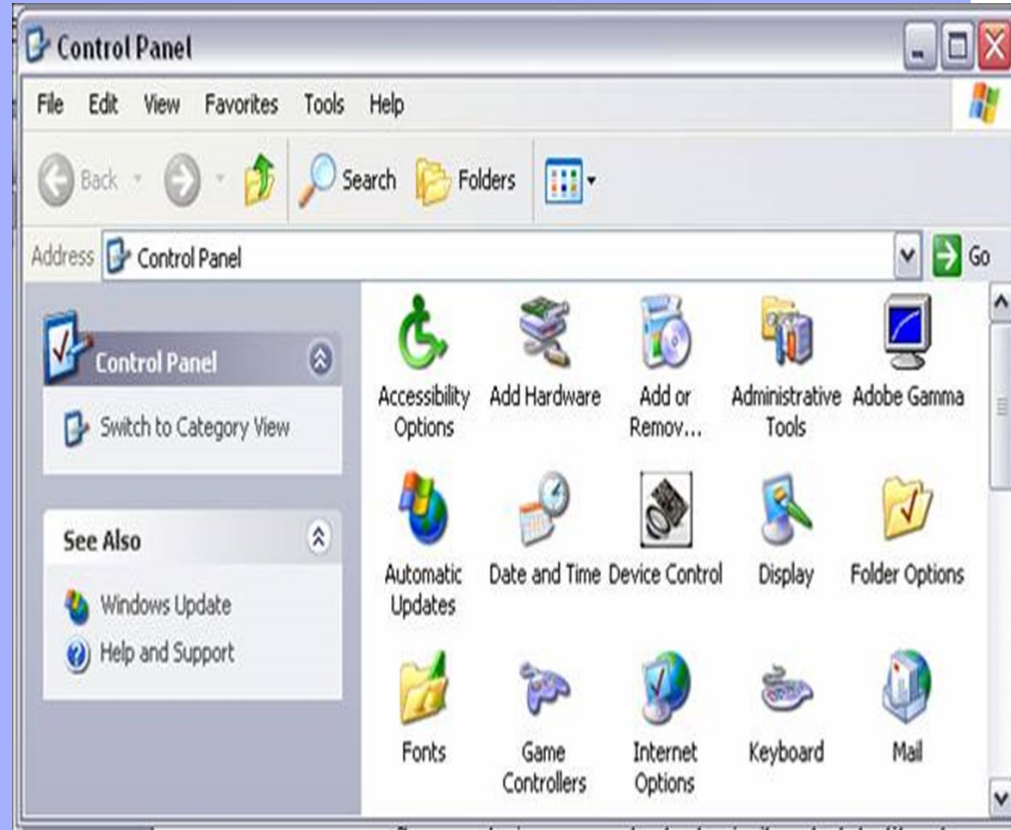 Control Panel
File Edit View Favorites Tools Help
Back Search Folders
Address Control Panel Go
Control Panel
Switch to Category View
See Also
Windows Update
Help and Support
Accessibility Options
Add Hardware
Add or Remov...
Administrative Tools
Adobe Gamma
Automatic Updates
Date and Time
Device Control
Display
Folder Options
Fonts
Game Controllers
Internet Options
Keyboard
Mail